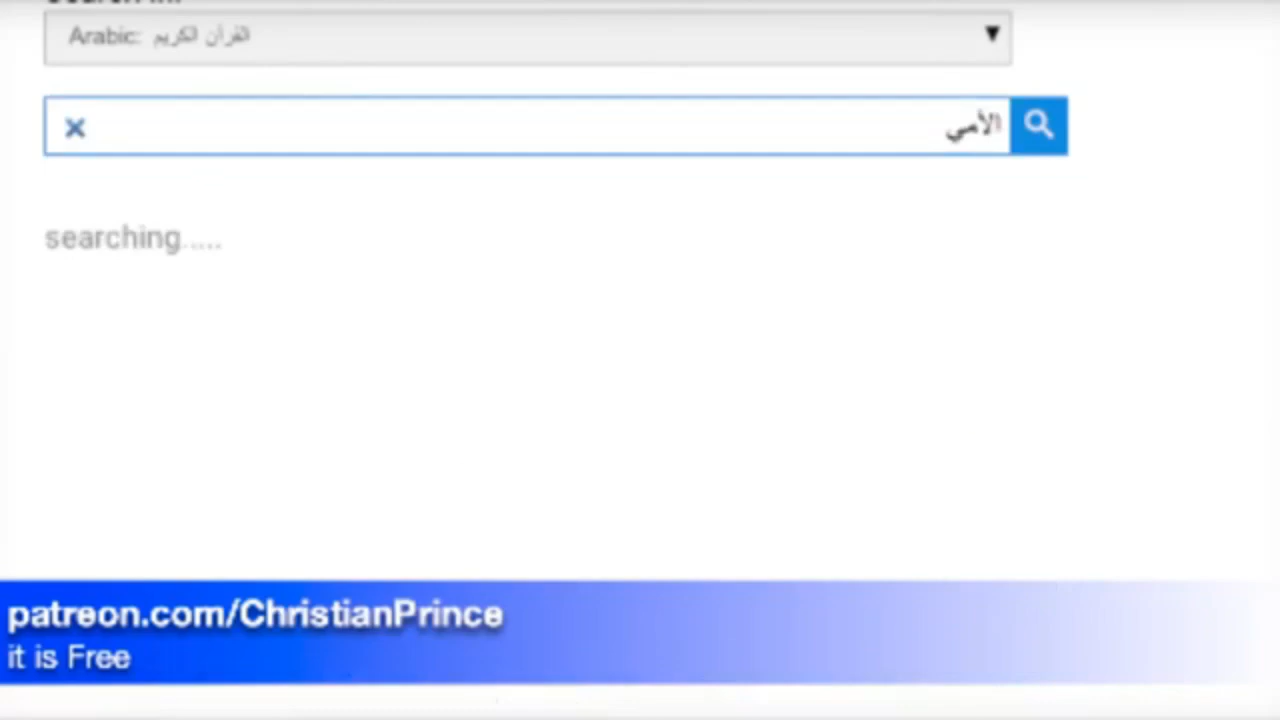 Arabic: القرآن الكريم
الأمي
searching.....
patreon.com/ChristianPrince
it is Free